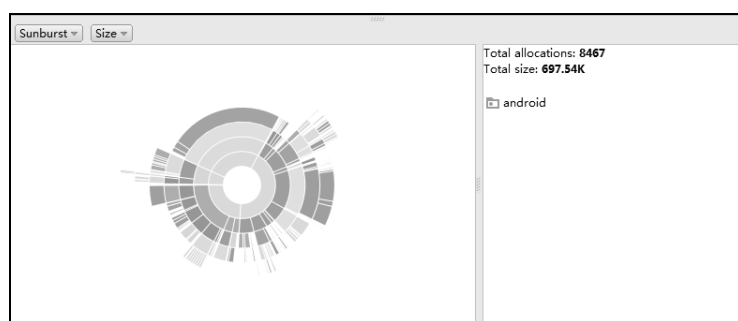 Sunburst Size
Total allocations: 8467
Total size: 697.54K
android